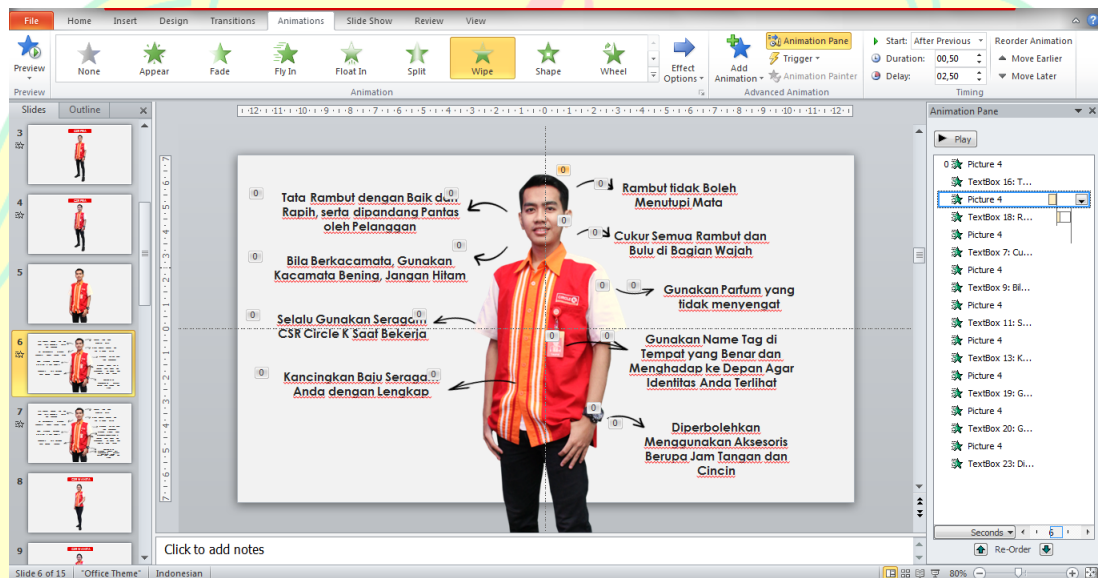 File Home Insert Design Transitions Animations Slide Show Review View
Preview
None Appear Fade Fly In Float In Split Wipe Shape Wheel
Effect Options
Add Animation
Animation Pane
Trigger
Animation Painter
Start: After Previous
Duration: 00,50
Delay: 02,50
Reorder Animation
Move Earlier
Move Later
Preview Animation Advanced Animation Timing
Slides Outline
3
4
5
6
7
8
9
Tata Rambut dengan Baik dan
Rapih, serta dipandang Pantas
oleh Pelanggan
Bila Berkacamata, Gunakan
Kacamata Bening, Jangan Hitam
Selalu Gunakan Seragam
CSR Circle K Saat Bekerja
Kancingkan Baju Seragam
Anda dengan Lengkap
Rambut tidak Boleh
Menutupi Mata
Cukur Semua Rambut dan
Bulu di Bagian Wajah
Gunakan Parfum yang
tidak menyengat
Gunakan Name Tag di
Tempat yang Benar dan
Menghadap ke Depan Agar
Identitas Anda Terlihat
Diperbolehkan
Menggunakan Aksesoris
Berupa Jam Tangan dan
Cincin
Animation Pane
Play
0 Picture 4
TextBox 16: T...
Picture 4
TextBox 18: R...
Picture 4
TextBox 7: Cu...
Picture 4
TextBox 9: Bil...
Picture 4
TextBox 11: S...
Picture 4
TextBox 13: K...
Picture 4
TextBox 19: G...
Picture 4
TextBox 20: G...
Picture 4
TextBox 23: Di...
Seconds 6
Re-Order
Click to add notes
Slide 6 of 15 "Office Theme" Indonesian 80%